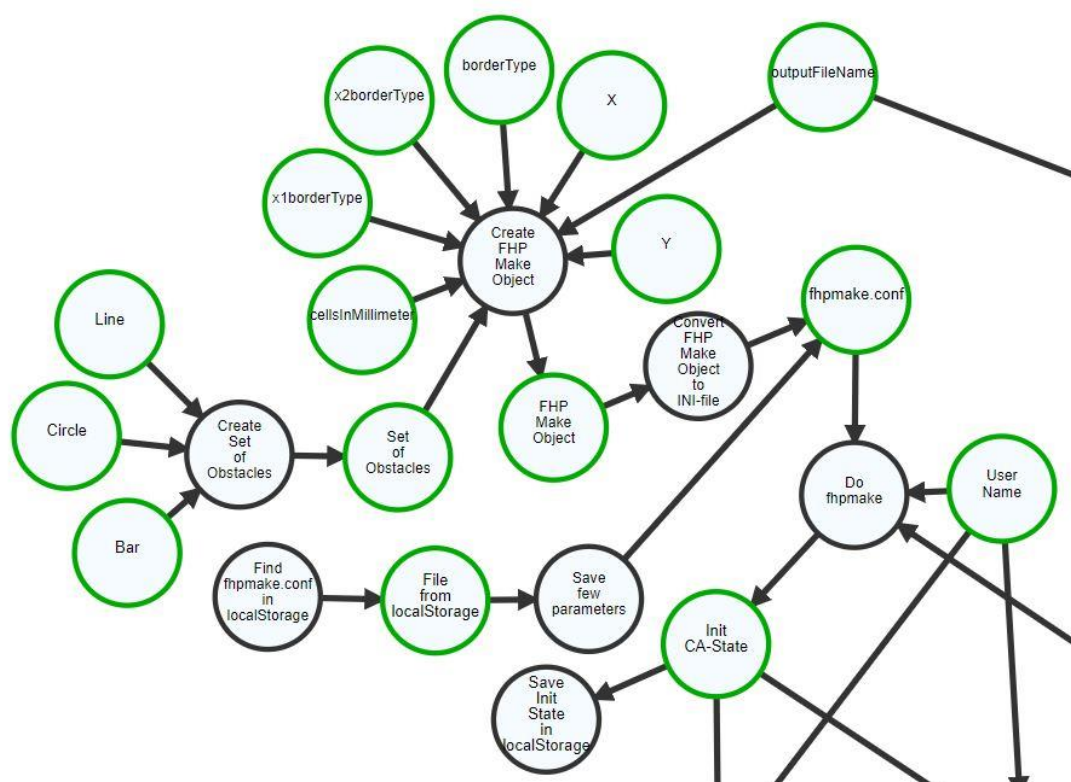 borderType
outputFileName
x2borderType
X
x1borderType
Create
FHP
Make
Object
Y
cellsInMillimeter
fhpmake.conf
Line
Convert
FHP
Make
Object
to
INI-file
FHP
Make
Object
Circle
Create
Set
of
Obstacles
Set
of
Obstacles
Do
fhpmake
User
Name
Bar
Find
fhpmake.conf
in
localStorage
File
from
localStorage
Save
few
parameters
Init
CA-State
Save
Init
State
in
localStorage